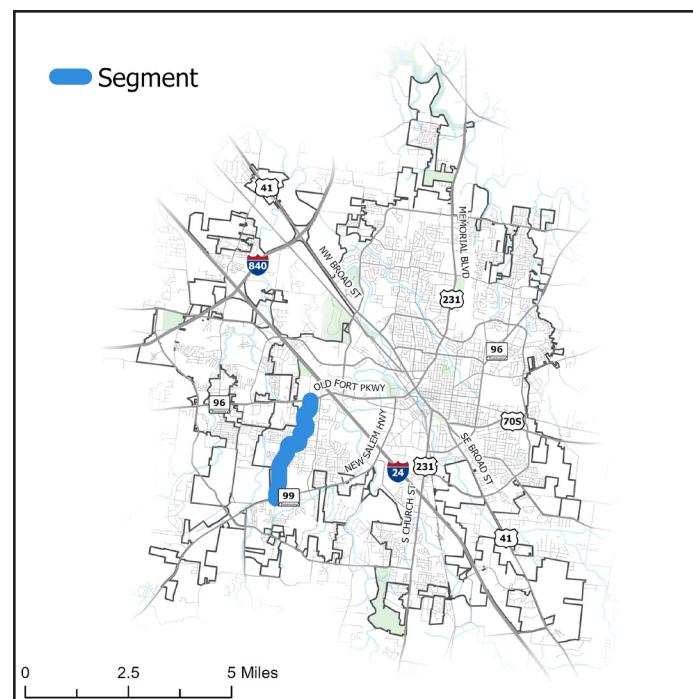 Segment
41
NW BROAD ST
MEMORIAL BLVD
840
231
96
OLD FORT PKWY
96
NEW SALEM HWY
70S
SE BROAD ST
24
231
99
S CHURCH ST
41
0 2.5 5 Miles